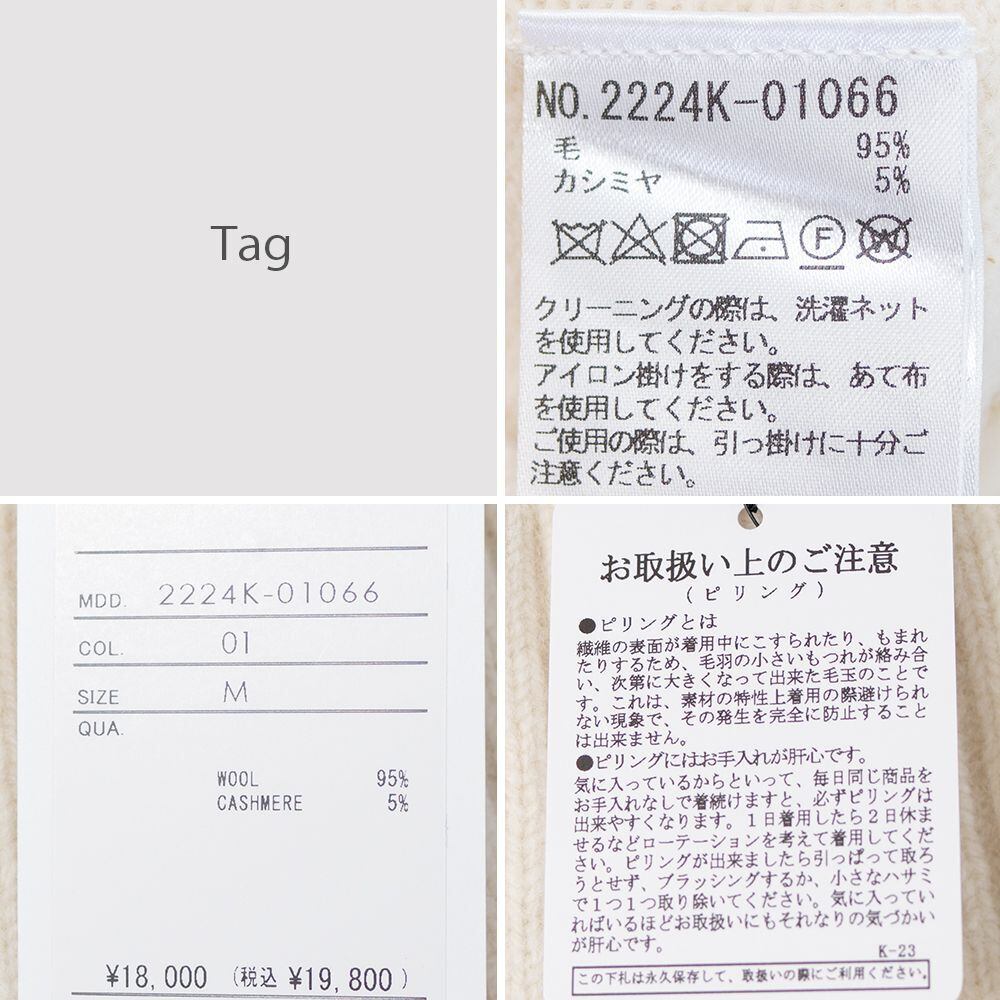 Tag
NO. 2224K-01066
毛 95%
カシミヤ 5%
F
W
クリーニングの際は、洗濯ネット
を使用してください。
アイロン掛けをする際は、あて布
を使用してください。
ご使用の際は、引っ掛けに十分ご
注意ください。
MDD. 2224K-01066
COL. 01
SIZE M
QUA.
WOOL 95%
CASHMERE 5%
¥18,000 (税込 ¥19,800)
お取扱い上のご注意
(ピリング)
●ピリングとは
繊維の表面が着用中にこすられたり、もまれ
たりするため、毛羽の小さいもつれが絡み合
い、次第に大きくなって出来た毛玉のことで
す。これは、素材の特性上着用の際避けられ
ない現象で、その発生を完全に防止すること
は出来ません。
●ピリングにはお手入れが肝心です。
気に入っているからといって、毎日同じ商品を
お手入れなしで着続けますと、必ずピリングは
出来やすくなります。1日着用したら2日休ま
せるなどローテーションを考えて着用してくだ
さい。ピリングが出来ましたら引っぱって取ろ
うとせず、ブラッシングするか、小さなハサミ
で1つ1つ取り除いてください。気に入ってい
ればいるほどお取扱いにもそれなりの気づかい
が肝心です。
K-23
この下札は永久保存して、取扱いの際にご利用ください。